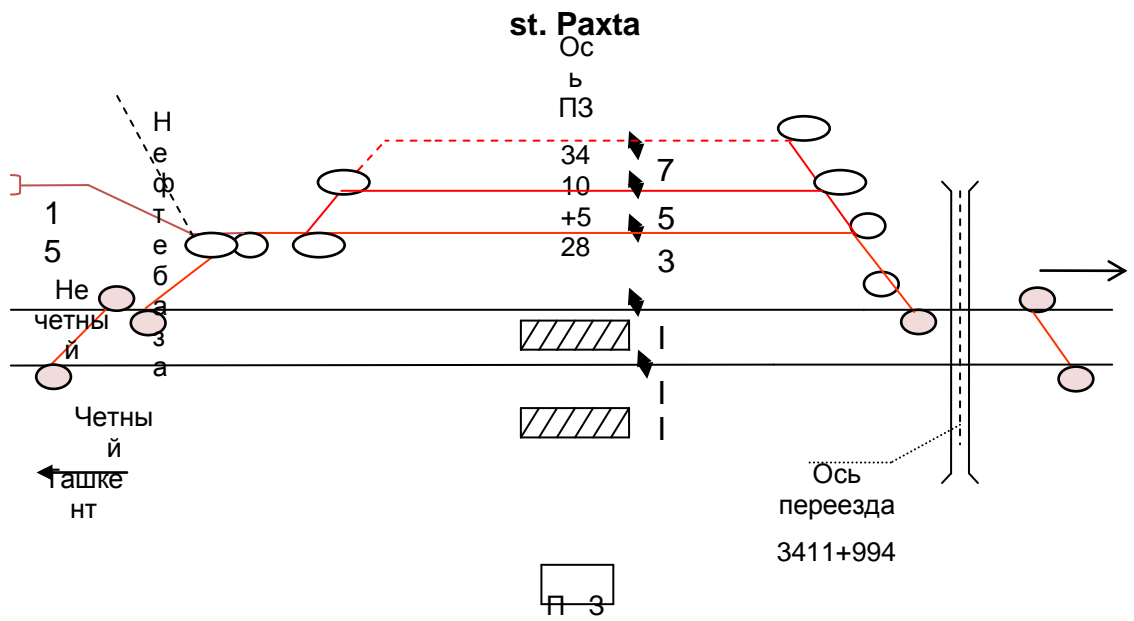 st. Paxta
Ос
ь
ПЗ
34
10
+5
28
Н
е
ф
т
е
б
а
з
а
7
5
3
1
5
Не
четны
й
I
I
I
Четны
й
Ташке
нт
Ось
переезда
3411+994
П З